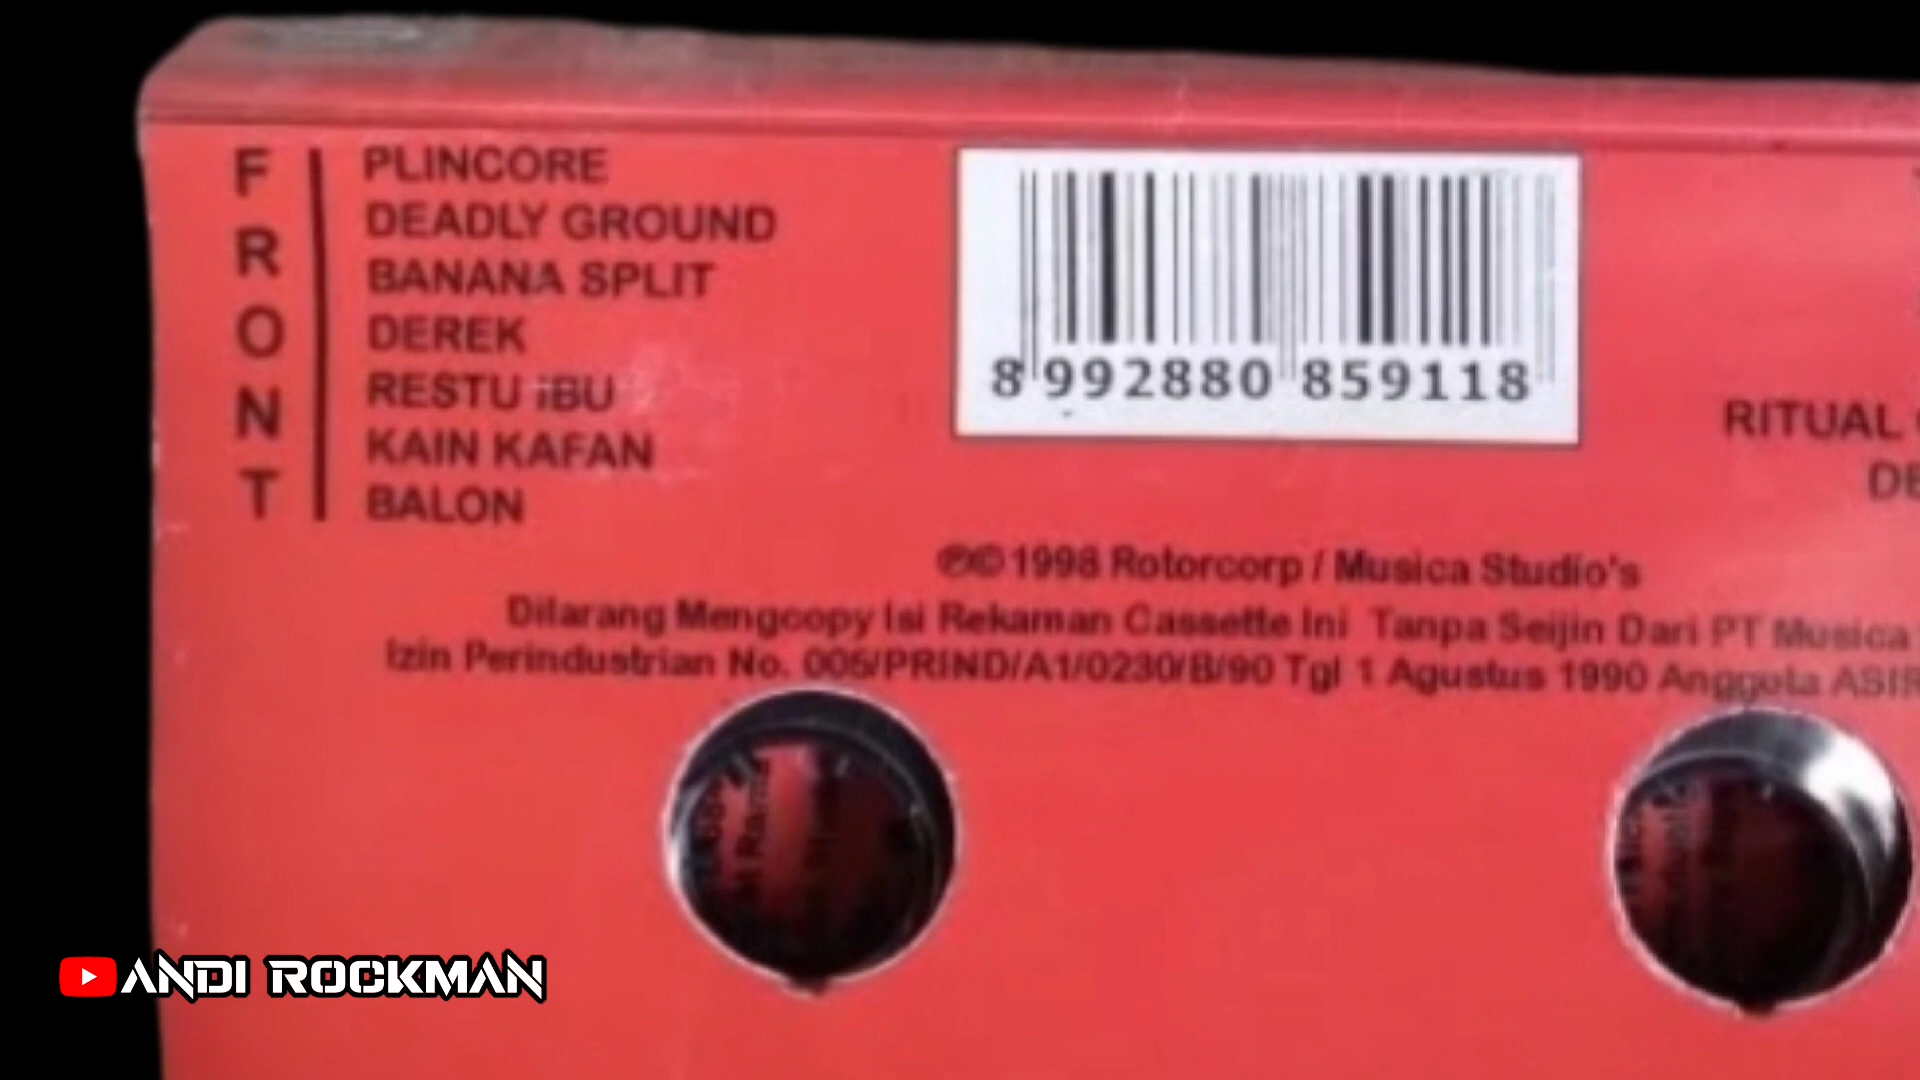 FRONT
PLINCORE
DEADLY GROUND
BANANA SPLIT
DEREK
RESTU iBU
KAIN KAFAN
BALON
8 992880 859118
RITUAL
DE
℗© 1998 Rotorcorp / Musica Studio's
Dilarang Mengcopy Isi Rekaman Cassette Ini Tanpa Seijin Dari PT Musica
Izin Perindustrian No. 005/PRIND/A1/0230/B/90 Tgl 1 Agustus 1990 Anggota ASIR
ANDI ROCKMAN